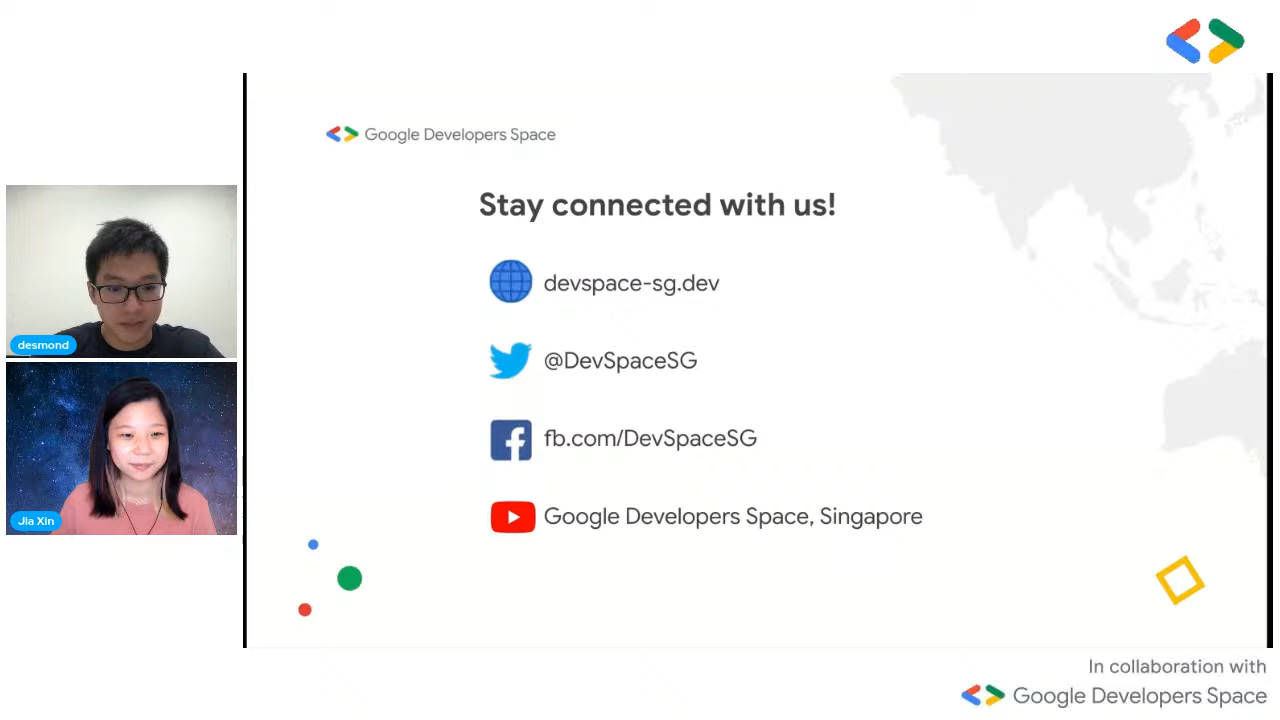 Google Developers Space
Stay connected with us!
devspace-sg.dev
@DevSpaceSG
fb.com/DevSpaceSG
Google Developers Space, Singapore
desmond
Jia Xin
In collaboration with
Google Developers Space